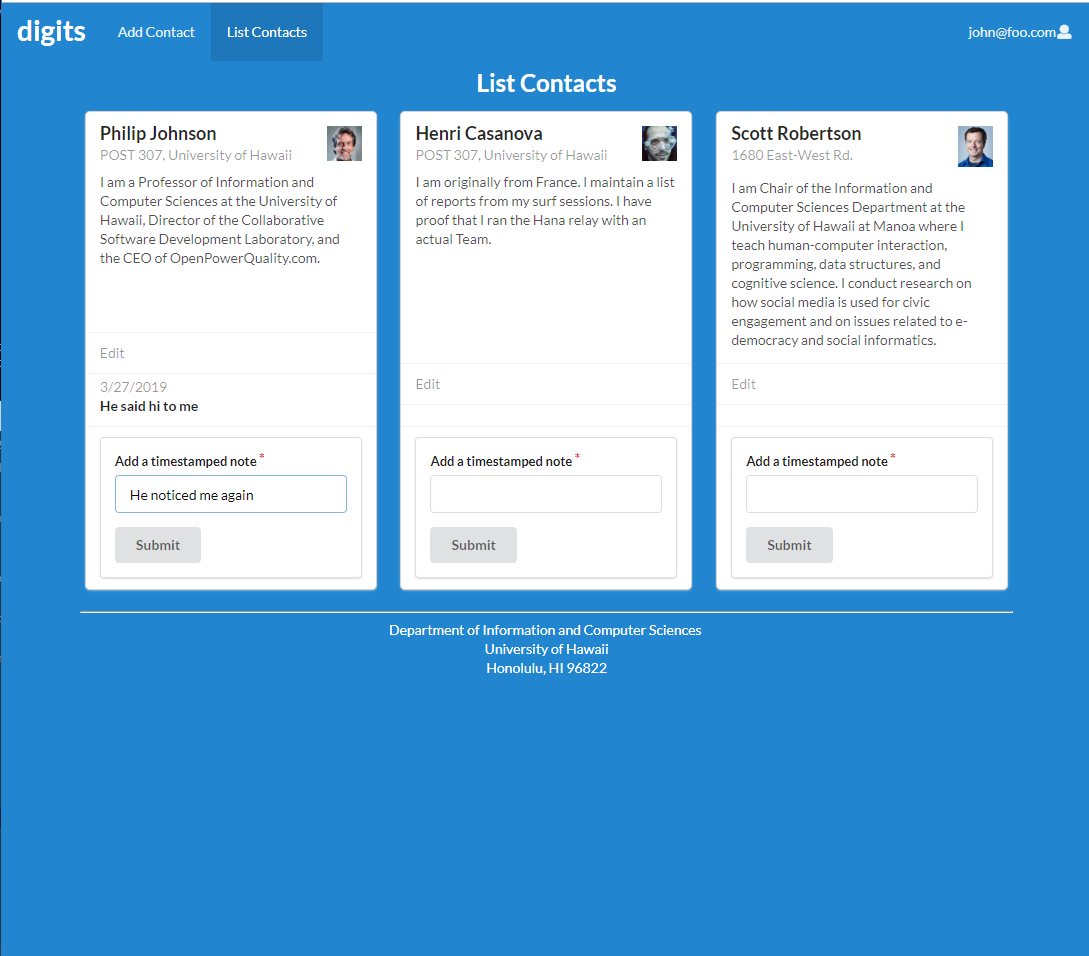 digits
Add Contact
List Contacts
john@foo.com
List Contacts
Philip Johnson
POST 307, University of Hawaii
I am a Professor of Information and
Computer Sciences at the University of
Hawaii, Director of the Collaborative
Software Development Laboratory, and
the CEO of OpenPowerQuality.com.
Edit
3/27/2019
He said hi to me
Add a timestamped note *
He noticed me again
Submit
Henri Casanova
POST 307, University of Hawaii
I am originally from France. I maintain a list
of reports from my surf sessions. I have
proof that I ran the Hana relay with an
actual Team.
Edit
Add a timestamped note *
Submit
Scott Robertson
1680 East-West Rd.
I am Chair of the Information and
Computer Sciences Department at the
University of Hawaii at Manoa where I
teach human-computer interaction,
programming, data structures, and
cognitive science. I conduct research on
how social media is used for civic
engagement and on issues related to e-
democracy and social informatics.
Edit
Add a timestamped note *
Submit
Department of Information and Computer Sciences
University of Hawaii
Honolulu, HI 96822